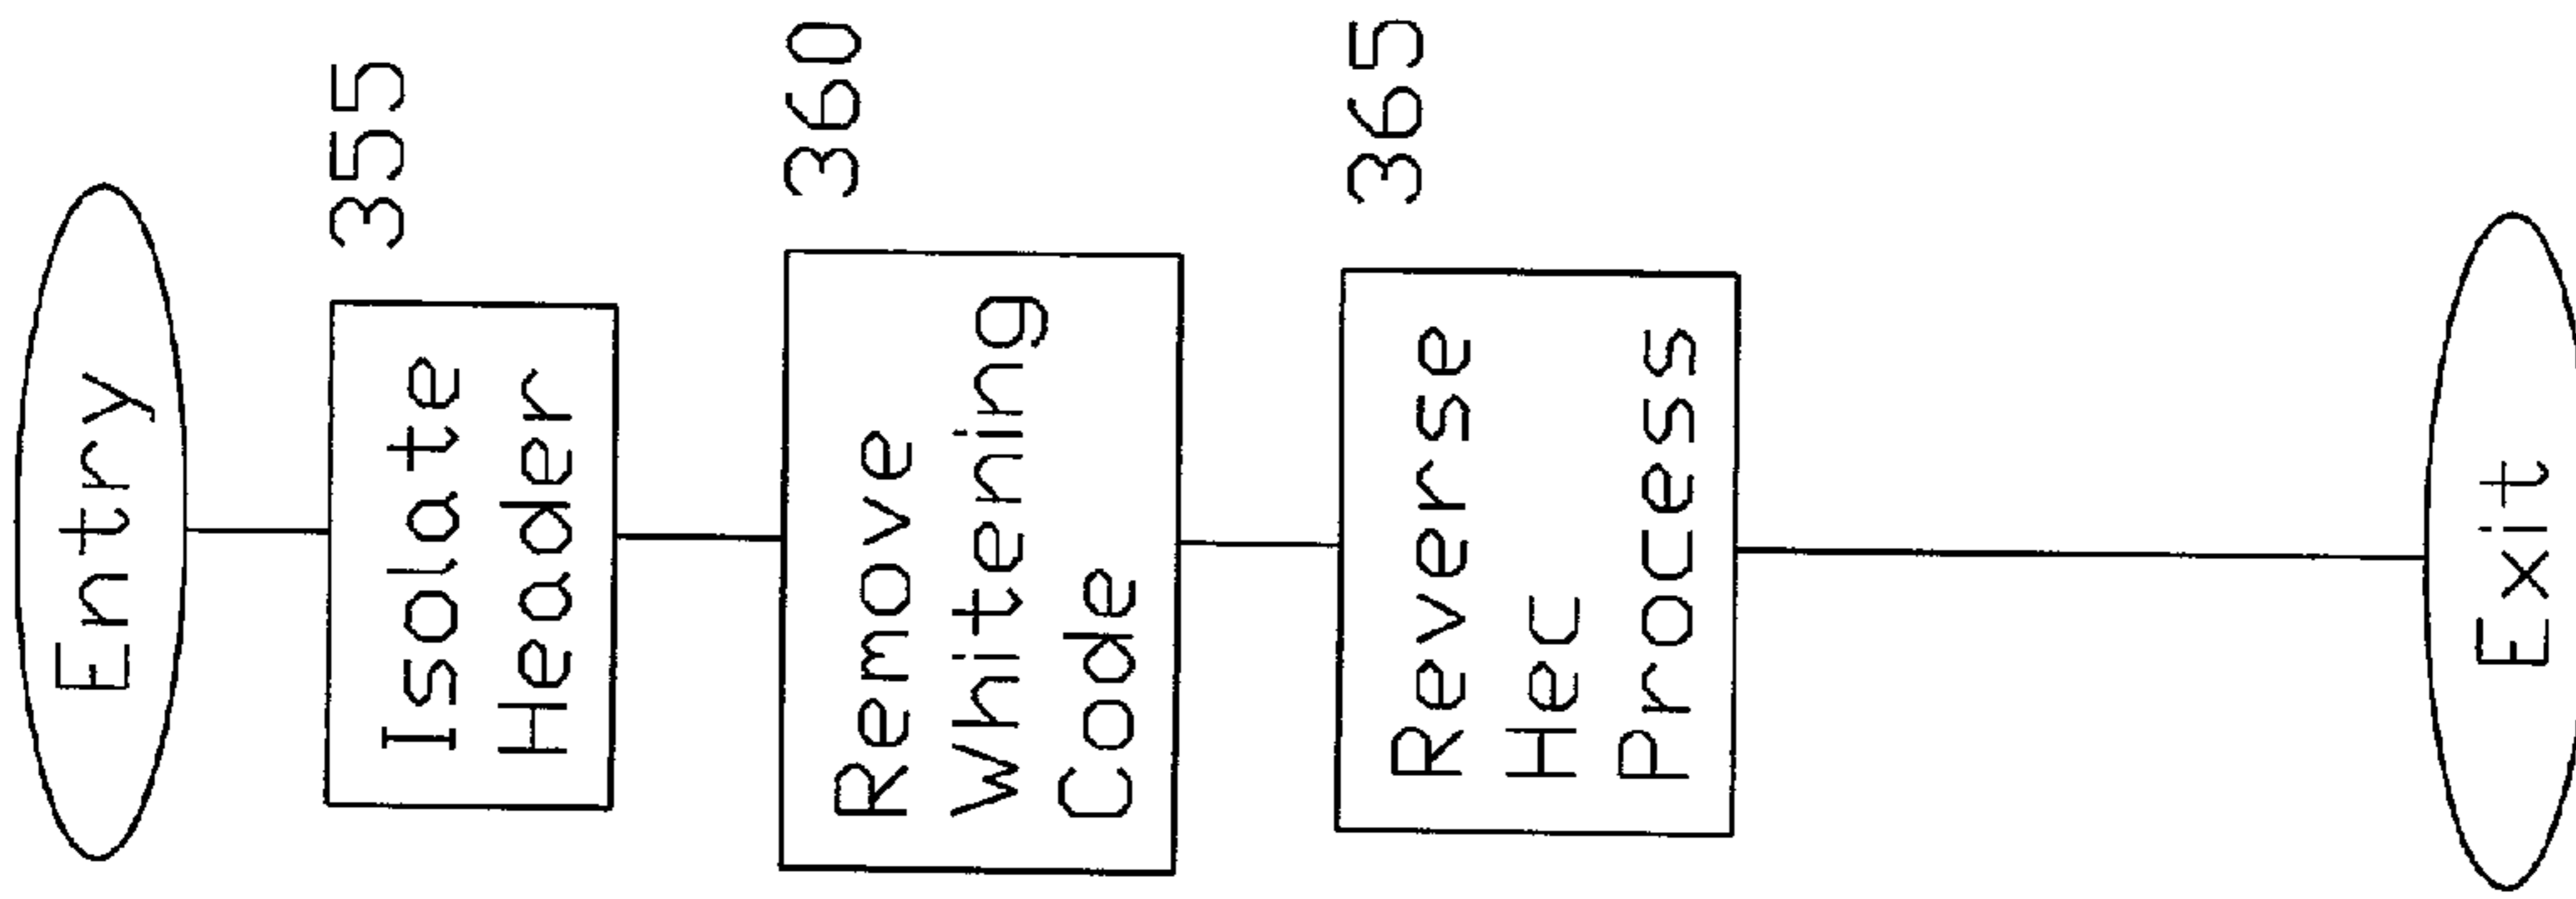 Entry
355
Isolate
Header
360
Remove
Whitening
Code
365
Reverse
Hec
Process
Exit